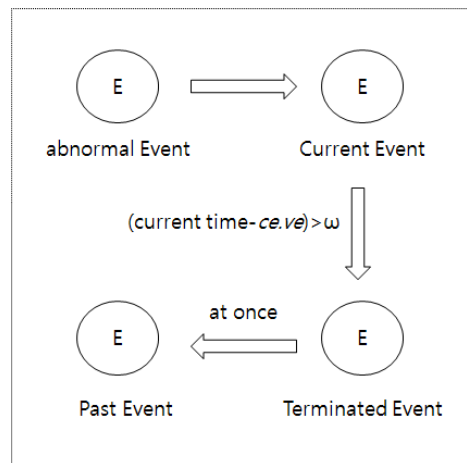 E
E
abnormal Event
Current Event
(current time-ce.ve)>ω
at once
E
E
Past Event
Terminated Event